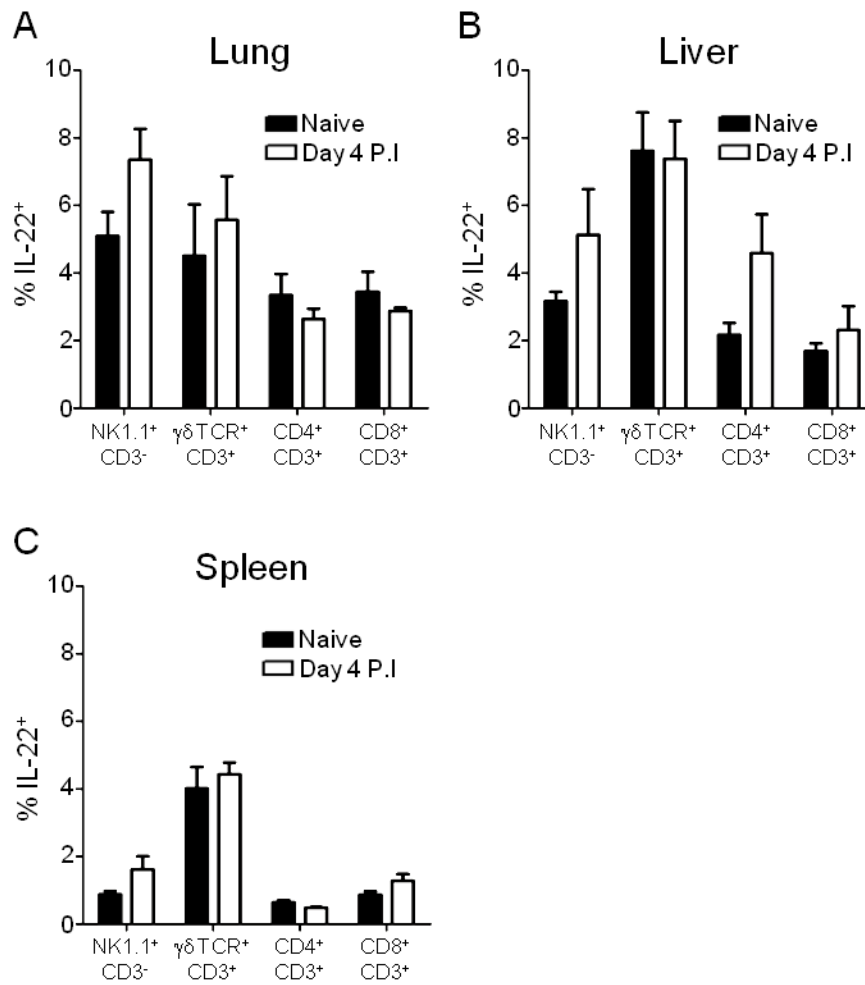 A
Lung
10
8
6
4
2
0
% IL-22⁺
Naive
Day 4 P.I
NK1.1⁺ γδTCR⁺ CD4⁺ CD8⁺
CD3⁻ CD3⁺ CD3⁺ CD3⁺
B
Liver
10
8
6
4
2
0
% IL-22⁺
Naive
Day 4 P.I
NK1.1⁺ γδTCR⁺ CD4⁺ CD8⁺
CD3⁻ CD3⁺ CD3⁺ CD3⁺
C
Spleen
10
8
6
4
2
0
% IL-22⁺
Naive
Day 4 P.I
NK1.1⁺ γδTCR⁺ CD4⁺ CD8⁺
CD3⁻ CD3⁺ CD3⁺ CD3⁺